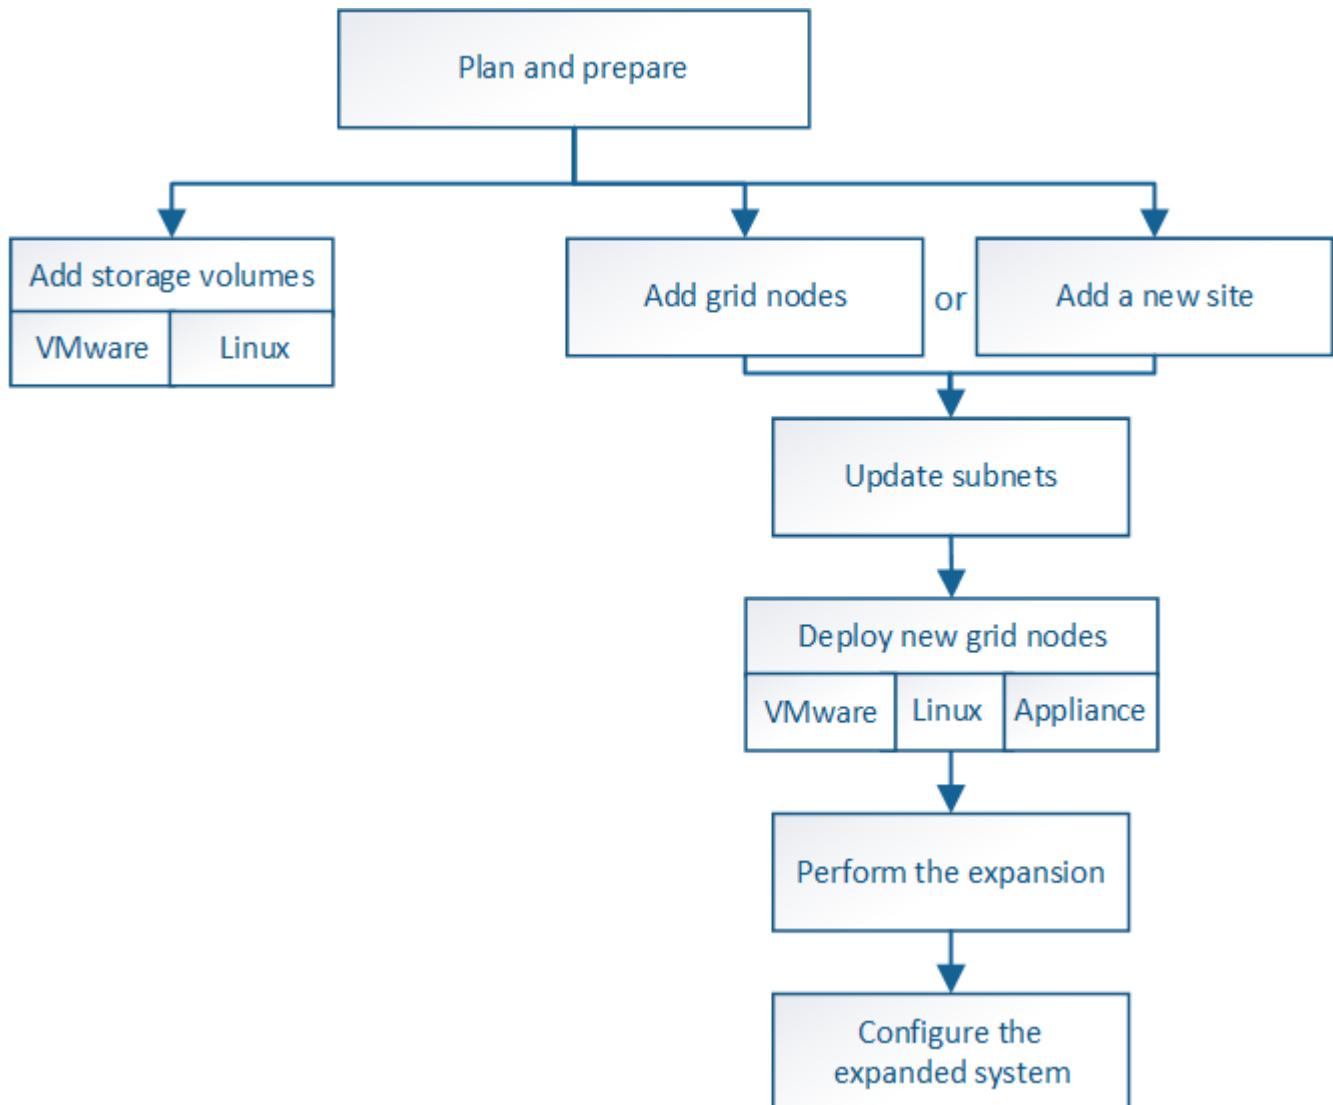 Plan and prepare
Add storage volumes
VMware Linux
Add grid nodes
or
Add a new site
Update subnets
Deploy new grid nodes
VMware Linux Appliance
Perform the expansion
Configure the
expanded system